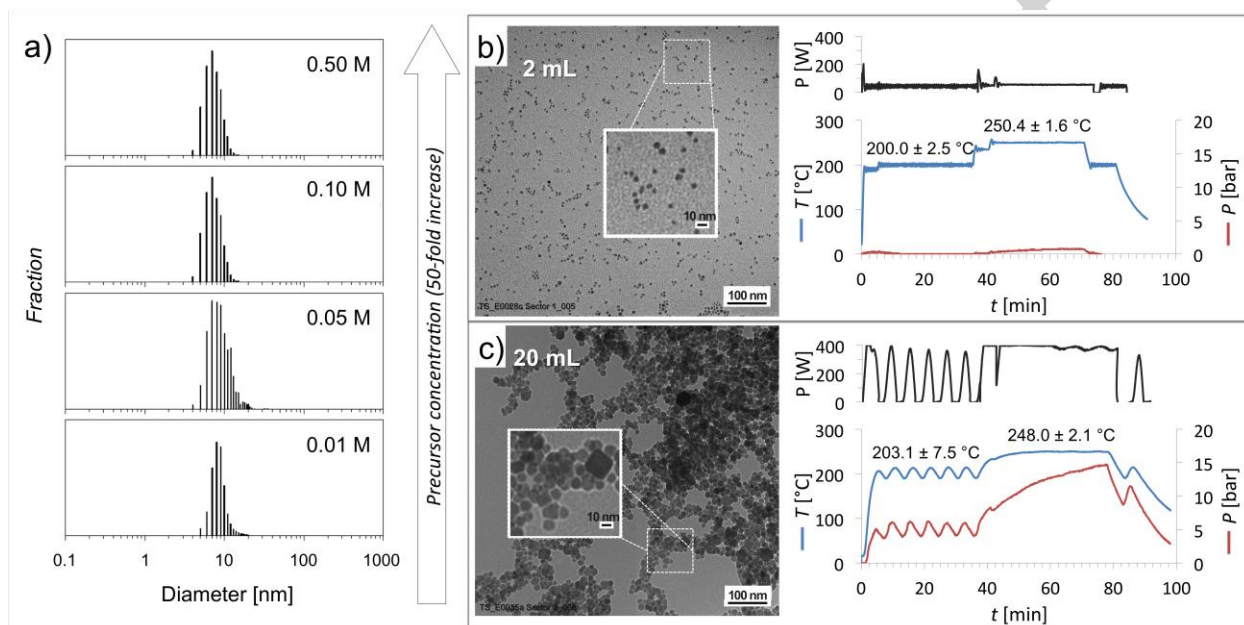 a)
0.50 M
0.10 M
0.05 M
0.01 M
Fraction
0.1 1 10 100 1000
Diameter [nm]
Precursor concentration (50-fold increase)
b)
2 mL
10 nm
100 nm
P [W]
400
200
0
300
200
100
0
T [°C]
200.0 ± 2.5 °C
250.4 ± 1.6 °C
20
15
10
5
0
P [bar]
0 20 40 60 80 100
t [min]
c)
20 mL
10 nm
100 nm
P [W]
400
200
0
300
200
100
0
T [°C]
203.1 ± 7.5 °C
248.0 ± 2.1 °C
20
15
10
5
0
P [bar]
0 20 40 60 80 100
t [min]